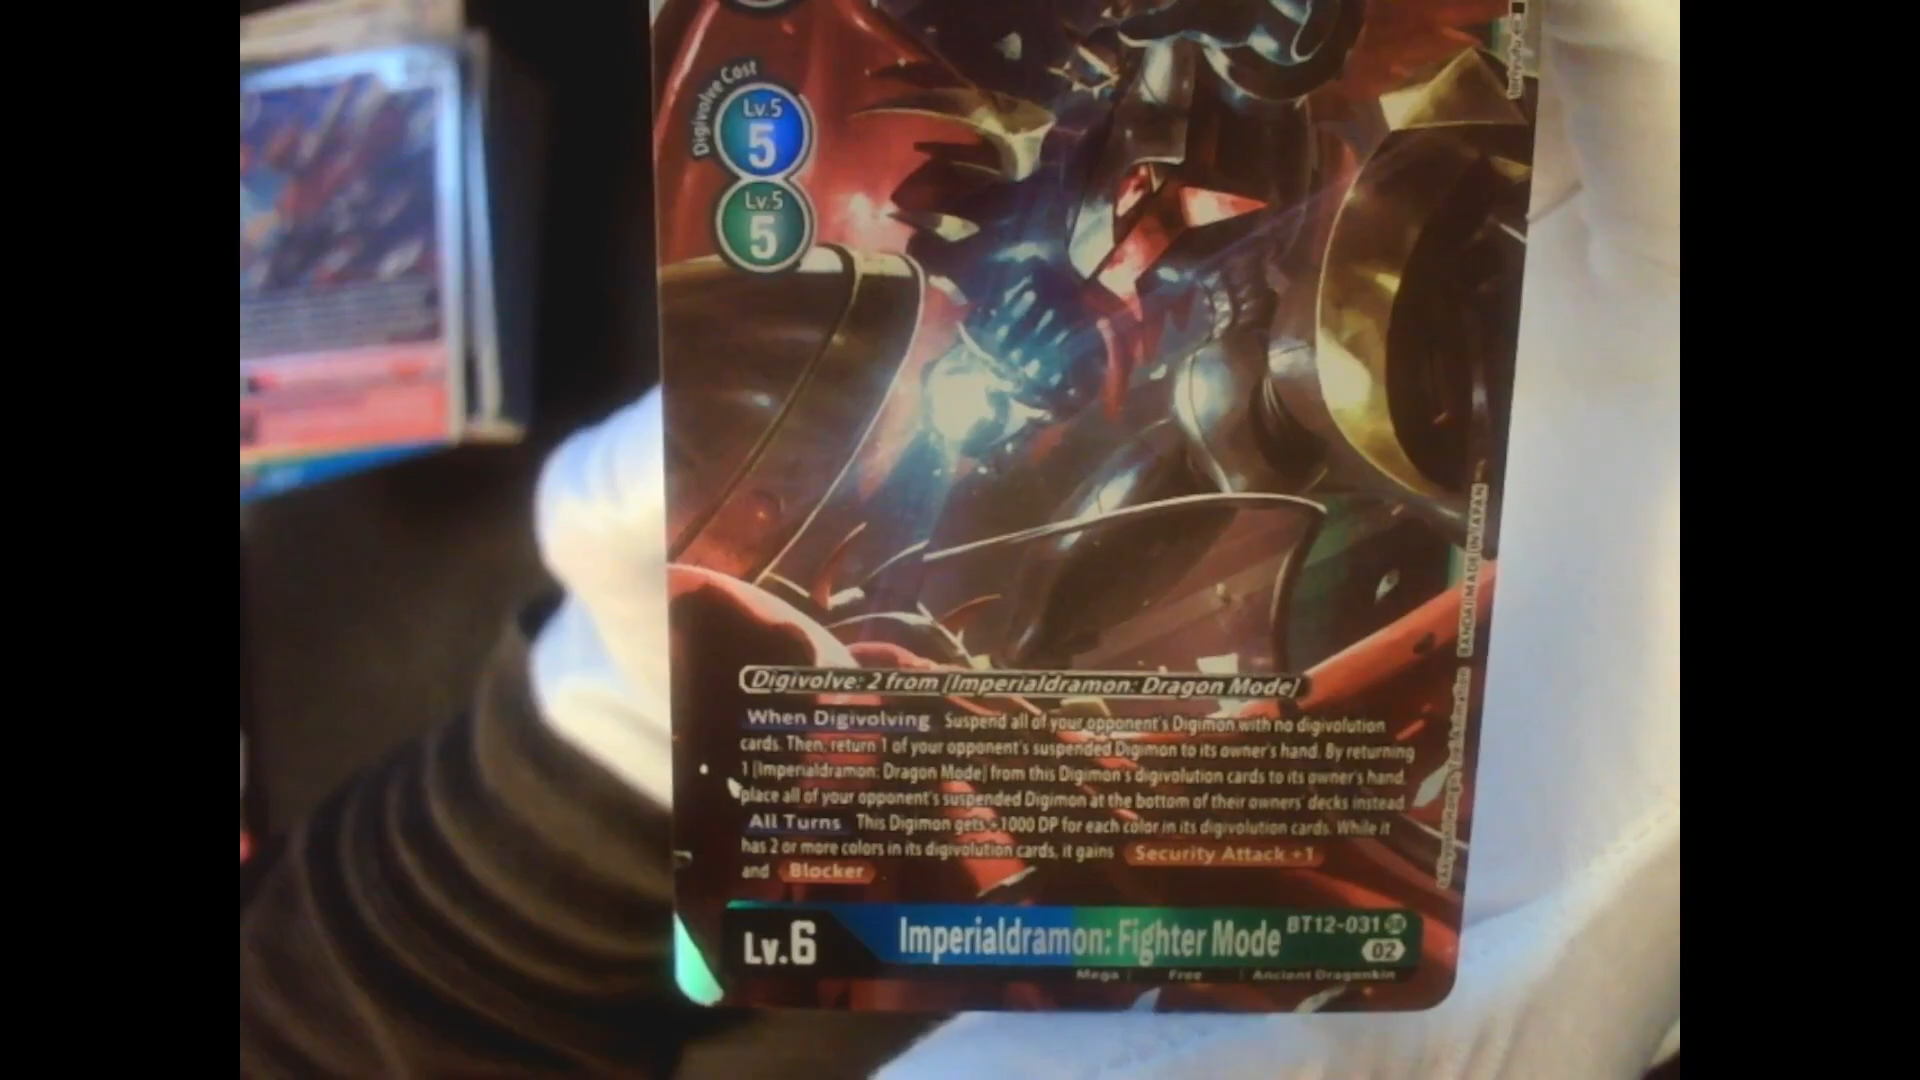 Digivolve Cost
Lv.5
5
Lv.5
5
Digivolve: 2 from [Imperialdramon: Dragon Mode]
When Digivolving Suspend all of your opponent's Digimon with no digivolution
cards. Then, return 1 of your opponent's suspended Digimon to its owner's hand. By returning
1 [Imperialdramon: Dragon Mode] from this Digimon's digivolution cards to its owner's hand,
place all of your opponent's suspended Digimon at the bottom of their owners' decks instead.
All Turns This Digimon gets +1000 DP for each color in its digivolution cards. While it
has 2 or more colors in its digivolution cards, it gains Security Attack +1
and Blocker
BANDAI MADE IN JAPAN
Lv.6
Imperialdramon: Fighter Mode
BT12-031 SR
02
Mega | Free | Ancient Dragonkin